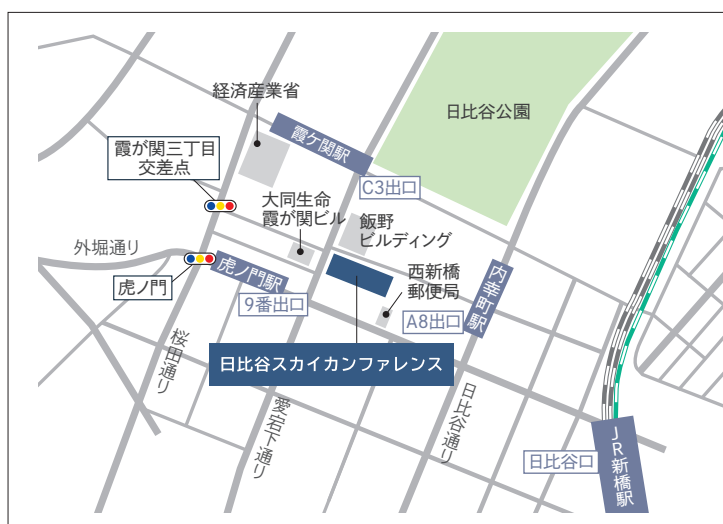 経済産業省
日比谷公園
霞ケ関駅
霞が関三丁目
交差点
C3出口
大同生命
霞が関ビル
飯野
ビルディング
外堀通り
虎ノ門駅
西新橋
郵便局
内幸町駅
虎ノ門
9番出口
A8出口
桜田通り
日比谷スカイカンファレンス
愛宕下通り
日比谷通り
JR新橋駅
日比谷口